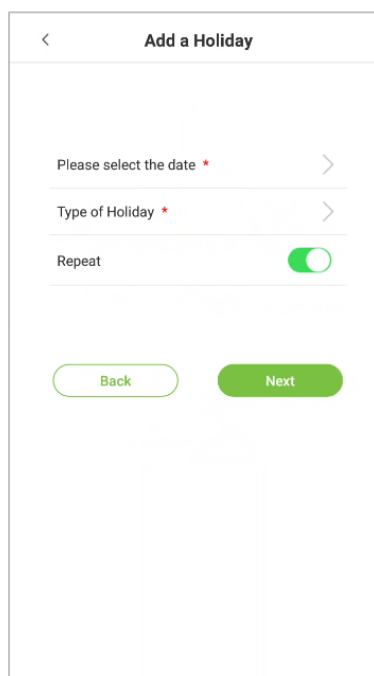 Add a Holiday
Please select the date *
Type of Holiday *
Repeat
Back Next